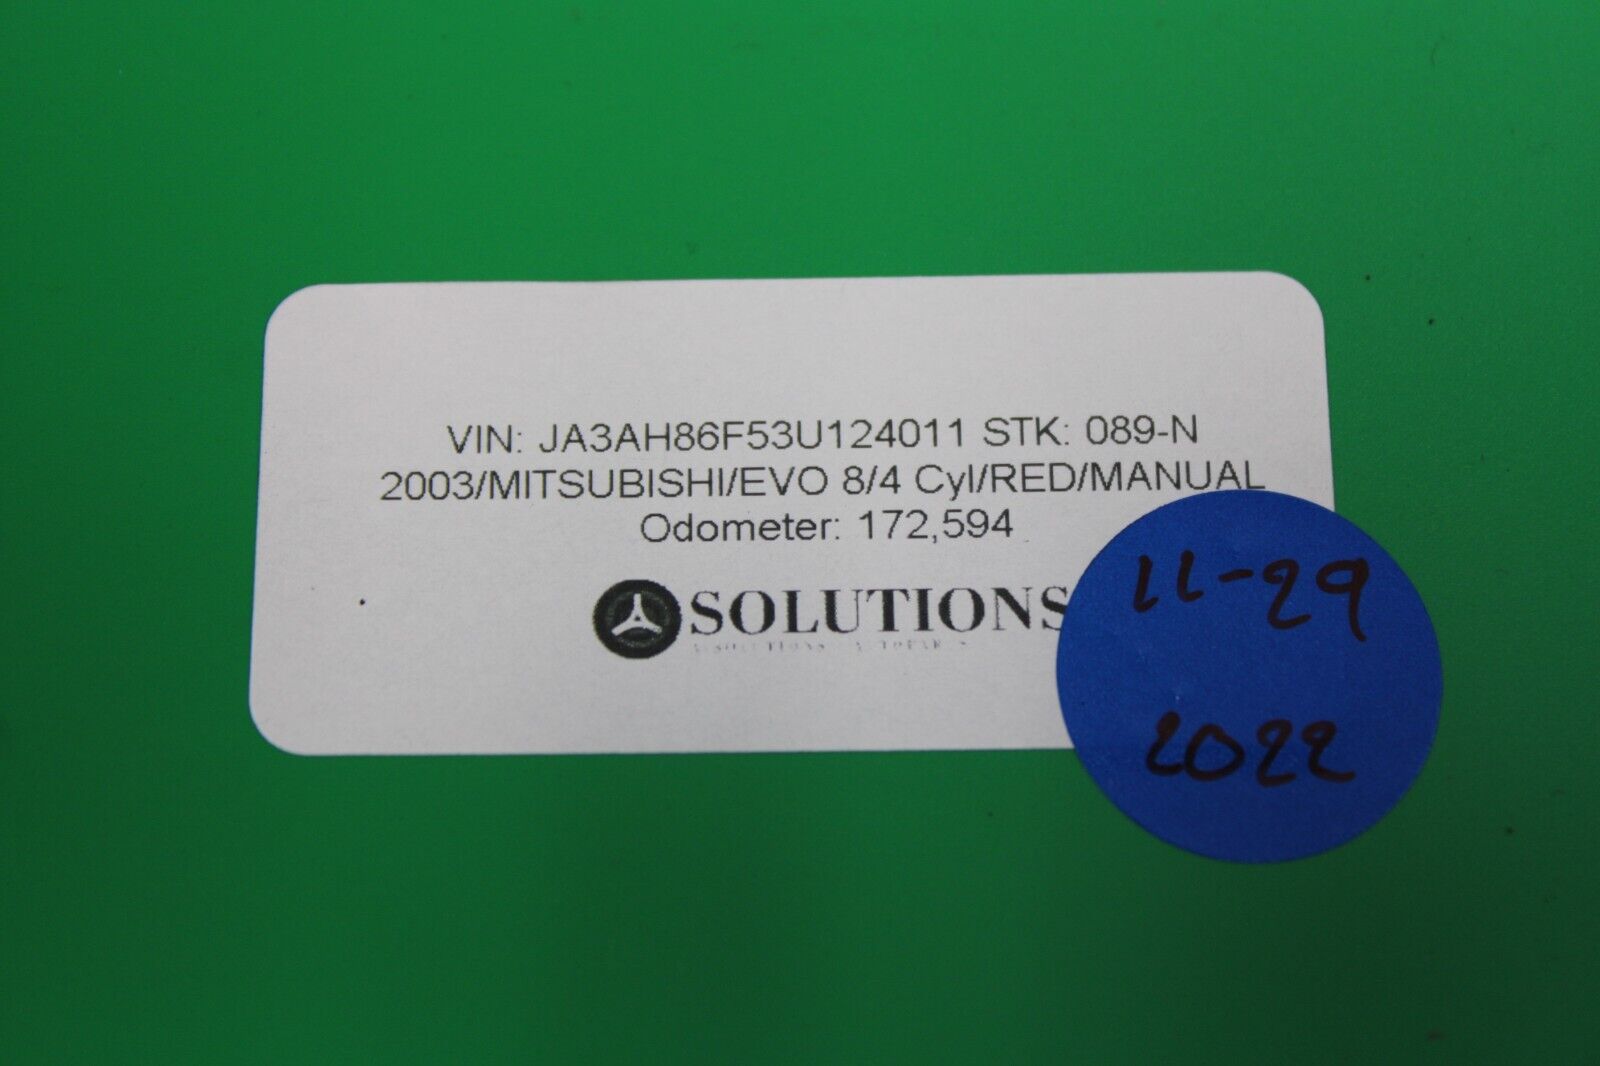 VIN: JA3AH86F53U124011 STK: 089-N
2003/MITSUBISHI/EVO 8/4 Cyl/RED/MANUAL
Odometer: 172,594
SOLUTIONS
11-29
2022